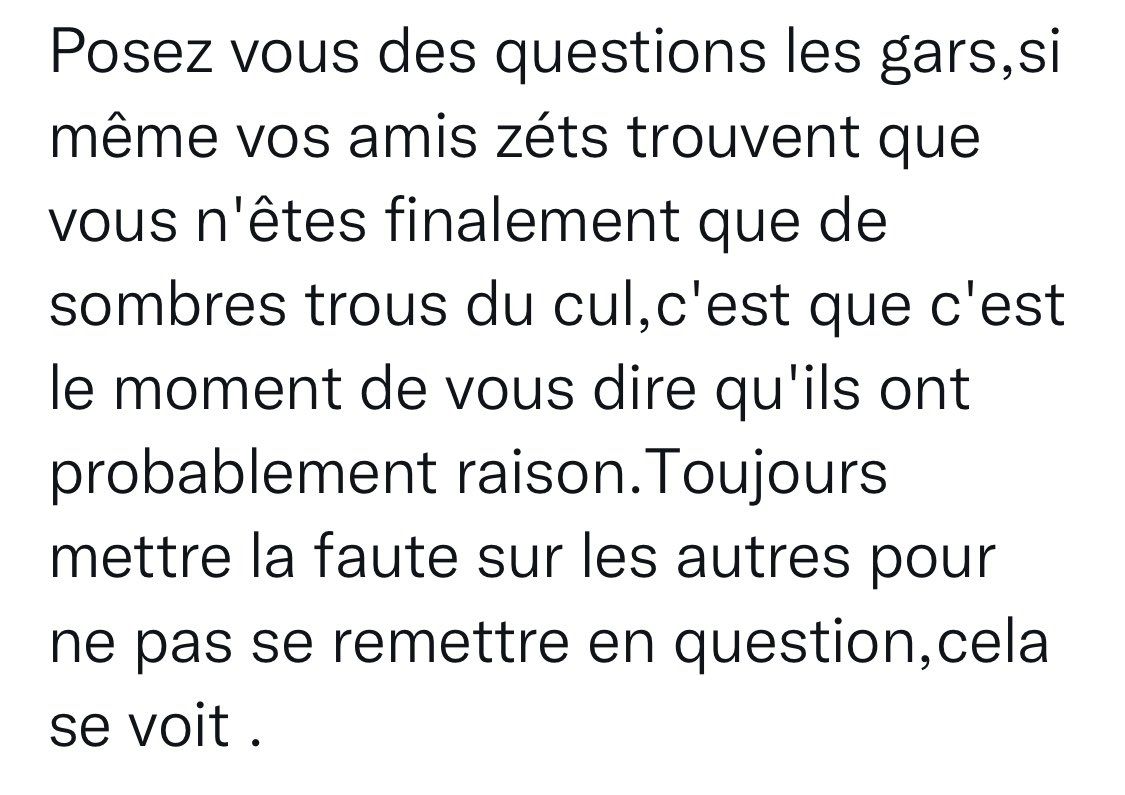 Posez vous des questions les gars,si
même vos amis zéts trouvent que
vous n'êtes finalement que de
sombres trous du cul,c'est que c'est
le moment de vous dire qu'ils ont
probablement raison.Toujours
mettre la faute sur les autres pour
ne pas se remettre en question,cela
se voit .